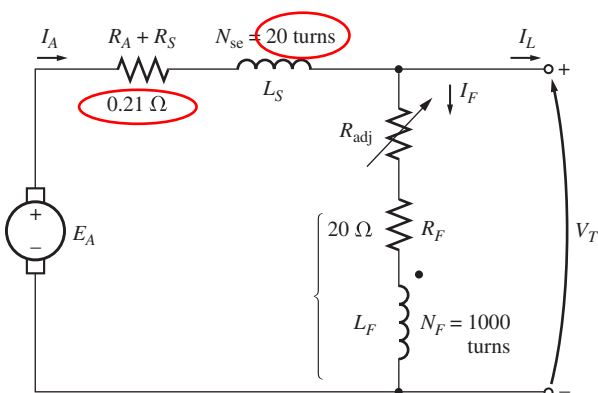 I_A R_A + R_S N_se = 20 turns I_L
+
0.21 Ω L_S I_F
R_adj
+
− E_A 20 Ω R_F V_T
L_F N_F = 1000
turns
−